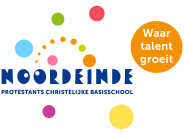 Waar
talent
groeit
NOORDEINDE
PROTESTANTS CHRISTELIJKE BASISSCHOOL